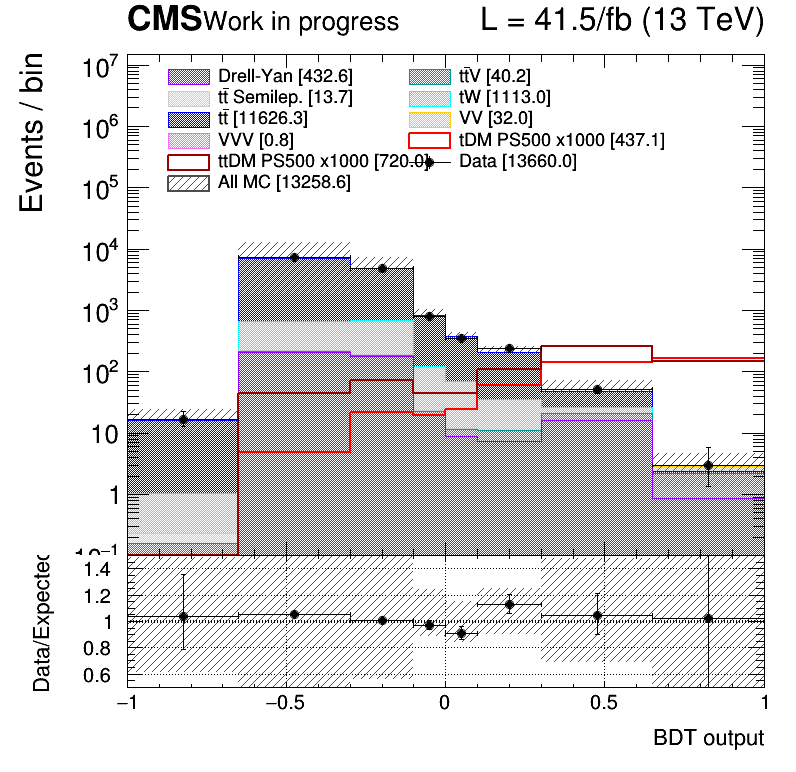 CMS Work in progress L = 41.5/fb (13 TeV)
Events / bin
Drell-Yan [432.6] tt̄V [40.2]
tt̄ Semilep. [13.7] tW [1113.0]
tt̄ [11626.3] VV [32.0]
VVV [0.8] tDM PS500 x1000 [437.1]
ttDM PS500 x1000 [720.0] Data [13660.0]
All MC [13258.6]
10⁷
10⁶
10⁵
10⁴
10³
10²
10
1
10⁻¹
Data/Expected
1.4
1.2
1
0.8
0.6
−1 −0.5 0 0.5 1
BDT output